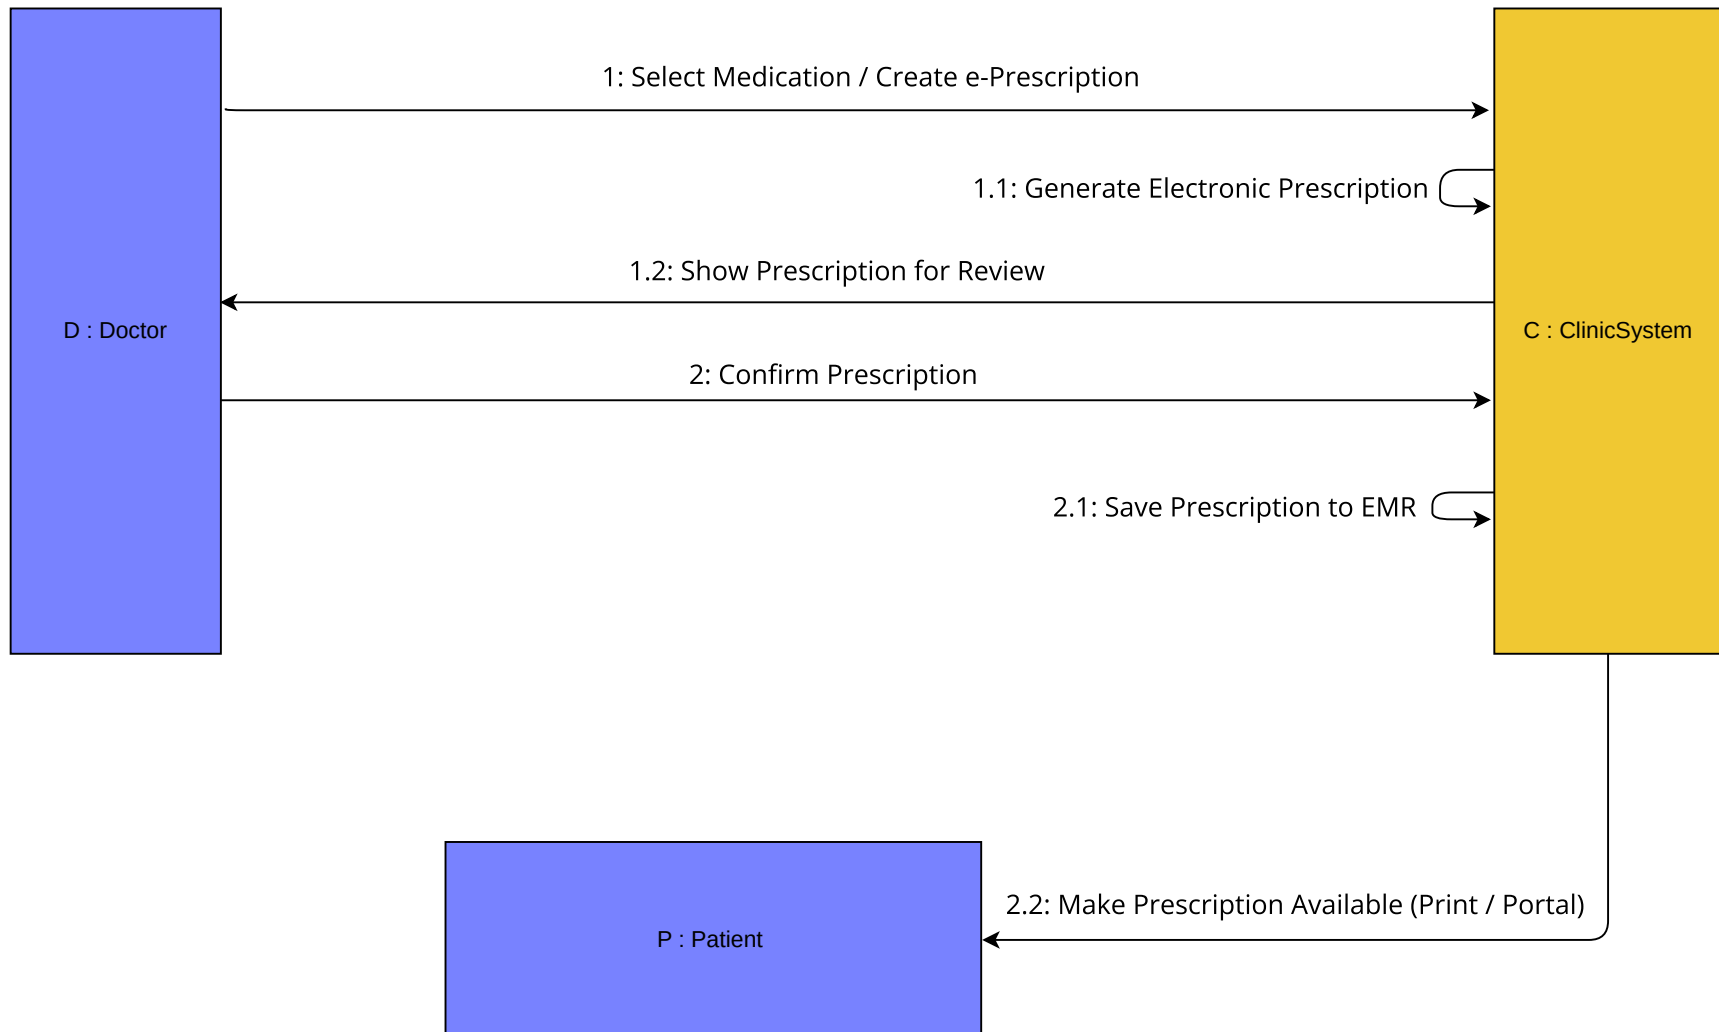 1: Select Medication / Create e-Prescription
1.1: Generate Electronic Prescription
1.2: Show Prescription for Review
D : Doctor
C : ClinicSystem
2: Confirm Prescription
2.1: Save Prescription to EMR
2.2: Make Prescription Available (Print / Portal)
P : Patient